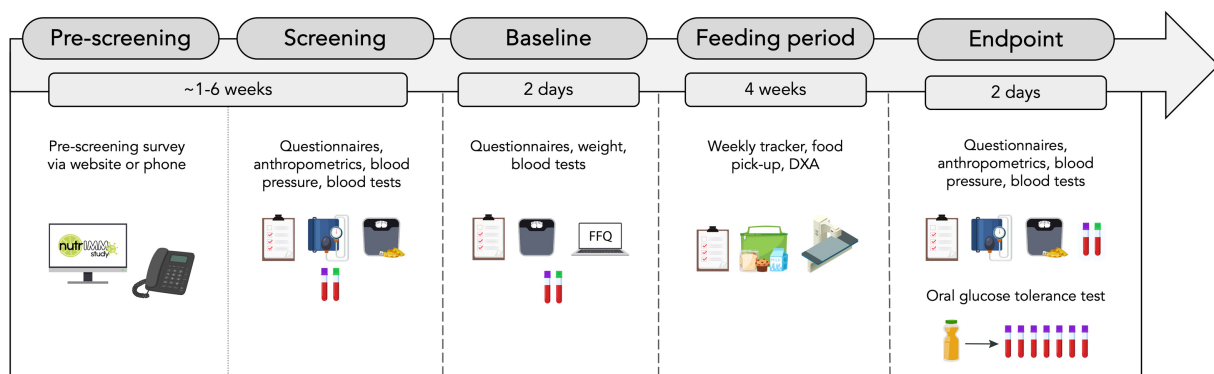 Pre-screening
Screening
Baseline
Feeding period
Endpoint
~1-6 weeks
2 days
4 weeks
2 days
Pre-screening survey
via website or phone
Questionnaires,
anthropometrics, blood
pressure, blood tests
Questionnaires, weight,
blood tests
Weekly tracker, food
pick-up, DXA
Questionnaires,
anthropometrics, blood
pressure, blood tests
nutrIMM
study
FFQ
Oral glucose tolerance test